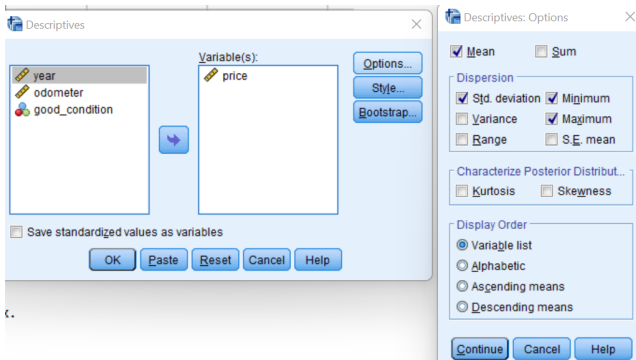 Descriptives
Variable(s):
year
odometer
good_condition
price
Options...
Style...
Bootstrap...
Save standardized values as variables
OK Paste Reset Cancel Help
x.
Descriptives: Options
Mean Sum
Dispersion
Std. deviation Minimum
Variance Maximum
Range S.E. mean
Characterize Posterior Distribut...
Kurtosis Skewness
Display Order
Variable list
Alphabetic
Ascending means
Descending means
Continue Cancel Help